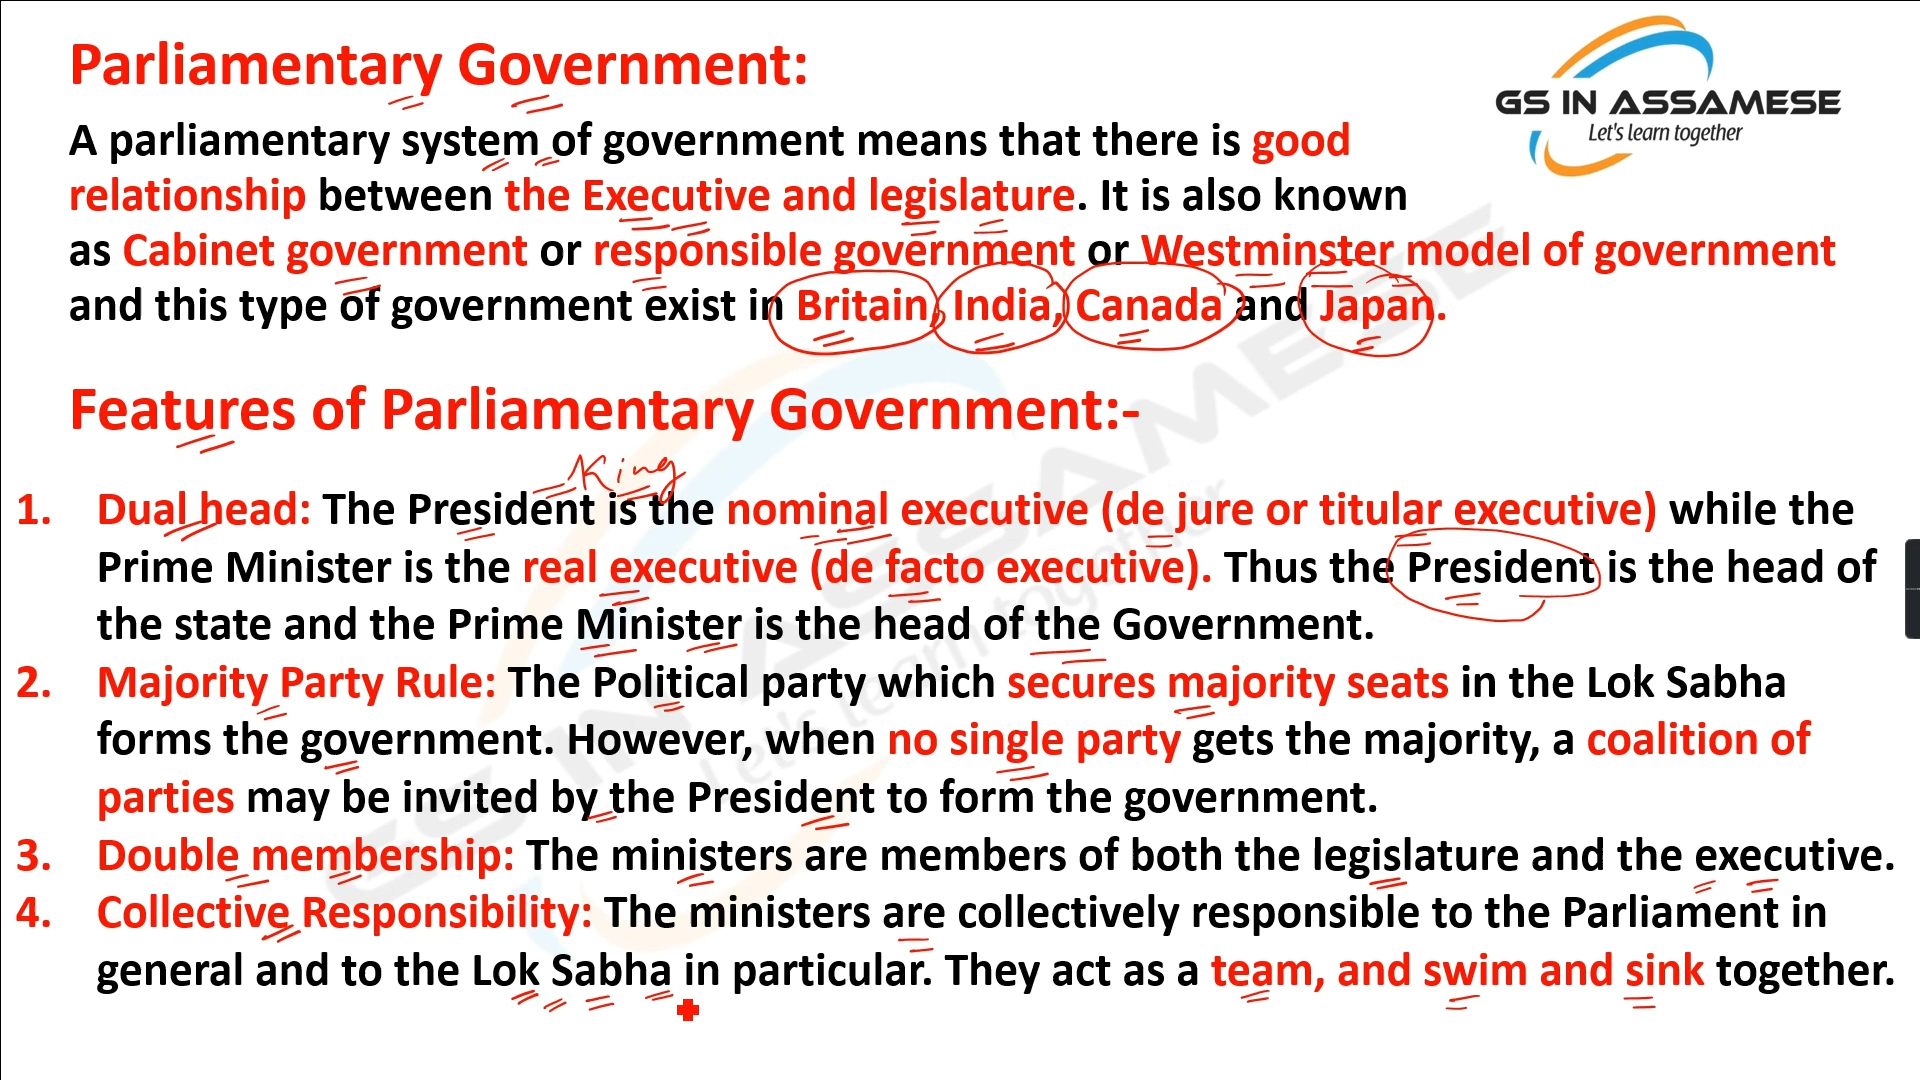 Parliamentary Government:
GS IN ASSAMESE
Let's learn together
A parliamentary system of government means that there is good
relationship between the Executive and legislature. It is also known
as Cabinet government or responsible government or Westminster model of government
and this type of government exist in Britain, India, Canada and Japan.
Features of Parliamentary Government:-
King
1. Dual head: The President is the nominal executive (de jure or titular executive) while the
Prime Minister is the real executive (de facto executive). Thus the President is the head of
the state and the Prime Minister is the head of the Government.
2. Majority Party Rule: The Political party which secures majority seats in the Lok Sabha
forms the government. However, when no single party gets the majority, a coalition of
parties may be invited by the President to form the government.
3. Double membership: The ministers are members of both the legislature and the executive.
4. Collective Responsibility: The ministers are collectively responsible to the Parliament in
general and to the Lok Sabha in particular. They act as a team, and swim and sink together.
GS IN ASSAMESE
Let's learn together